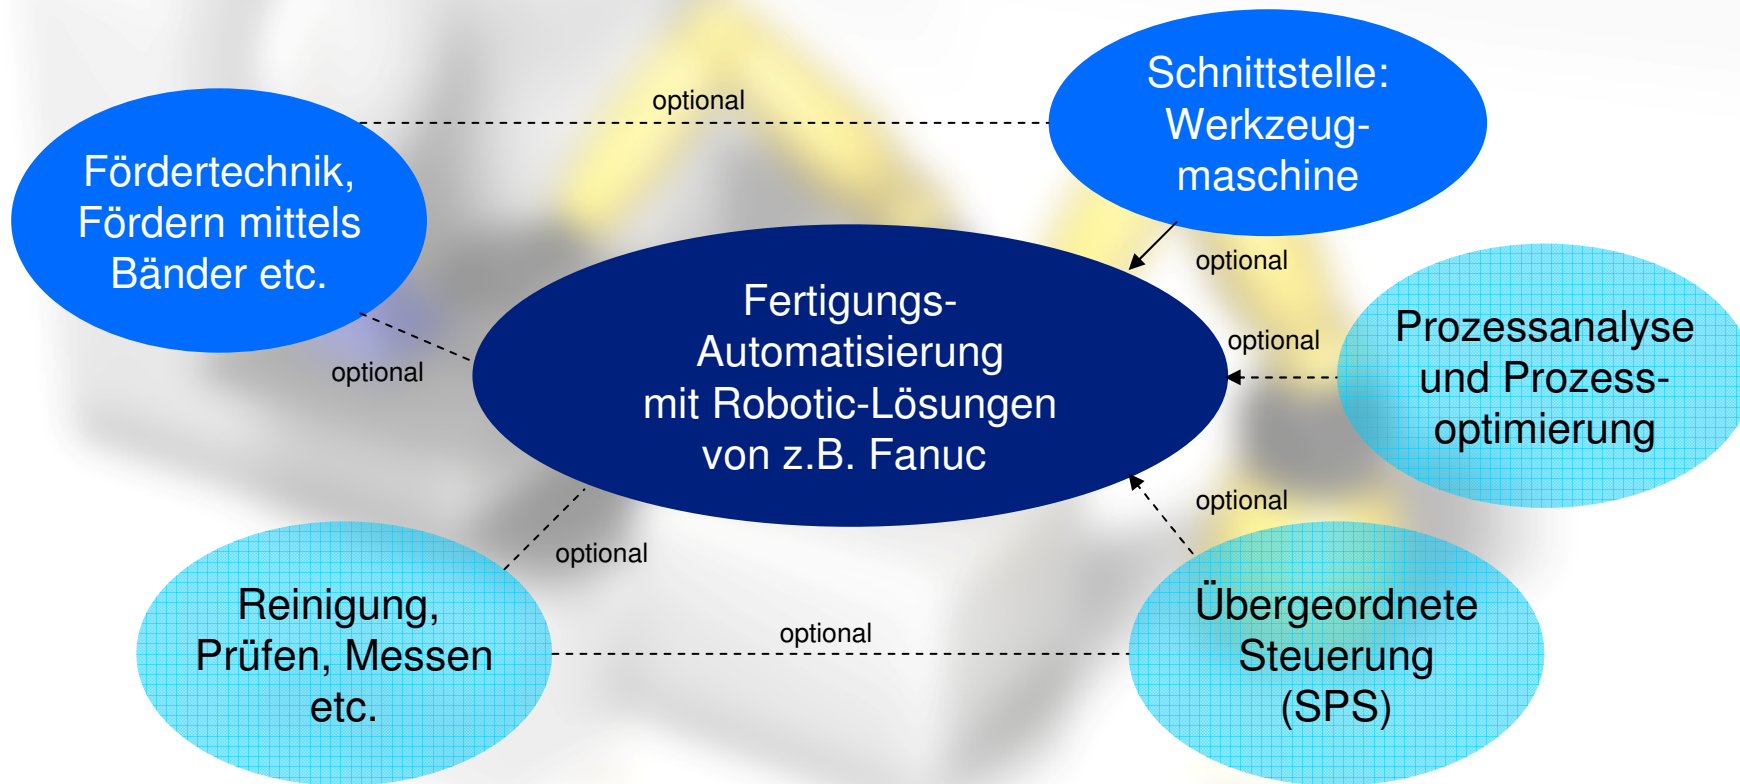 Schnittstelle:
Werkzeug-
maschine
optional
Fördertechnik,
Fördern mittels
Bänder etc.
optional
Fertigungs-
Automatisierung
mit Robotic-Lösungen
von z.B. Fanuc
optional
Prozessanalyse
und Prozess-
optimierung
optional
optional
optional
Reinigung,
Prüfen, Messen
etc.
optional
Übergeordnete
Steuerung
(SPS)